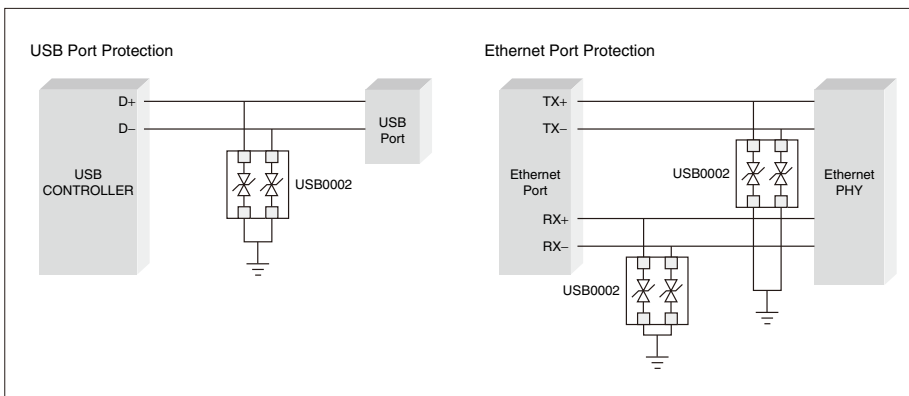 USB Port Protection
D+
D–
USB
CONTROLLER
USB
Port
USB0002
Ethernet Port Protection
TX+
TX–
Ethernet
Port
RX+
RX–
USB0002
Ethernet
PHY
USB0002